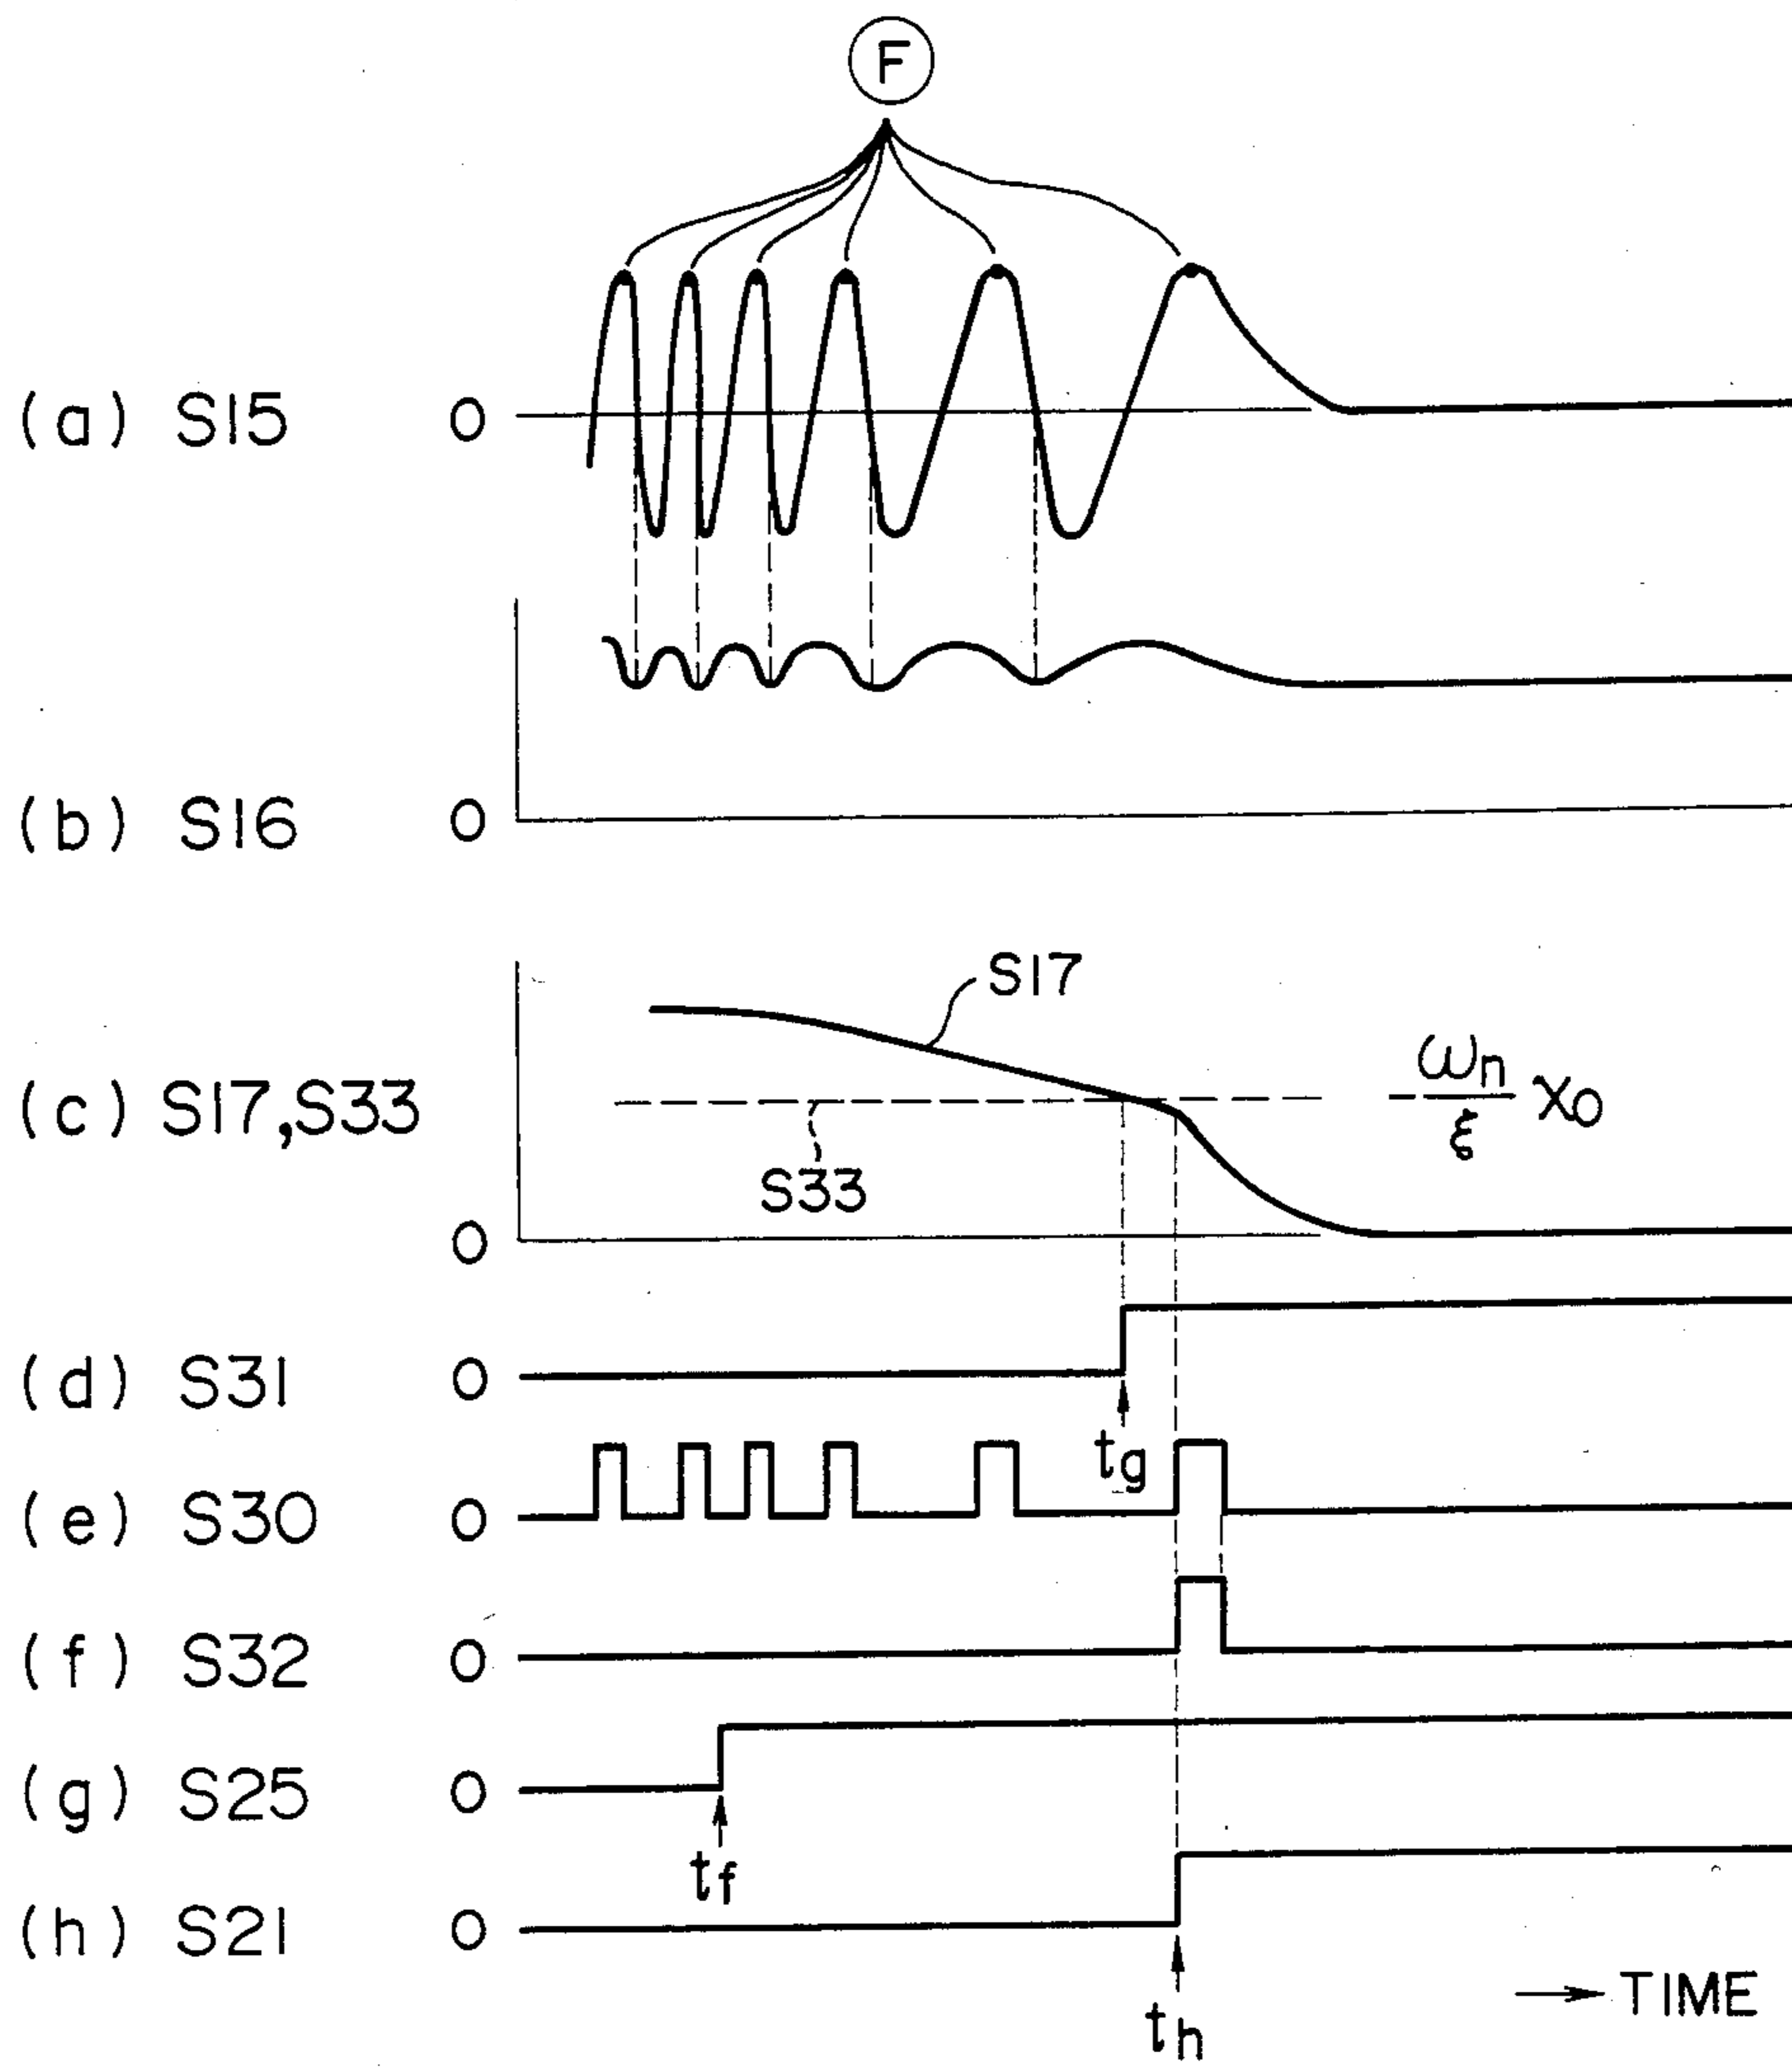 F
(a) S15 0
(b) S16 0
S17
(c) S17,S33
ωn/ξ x0
S33
0
(d) S31 0
tg
(e) S30 0
(f) S32 0
(g) S25 0
tf
(h) S21 0
→ TIME
th